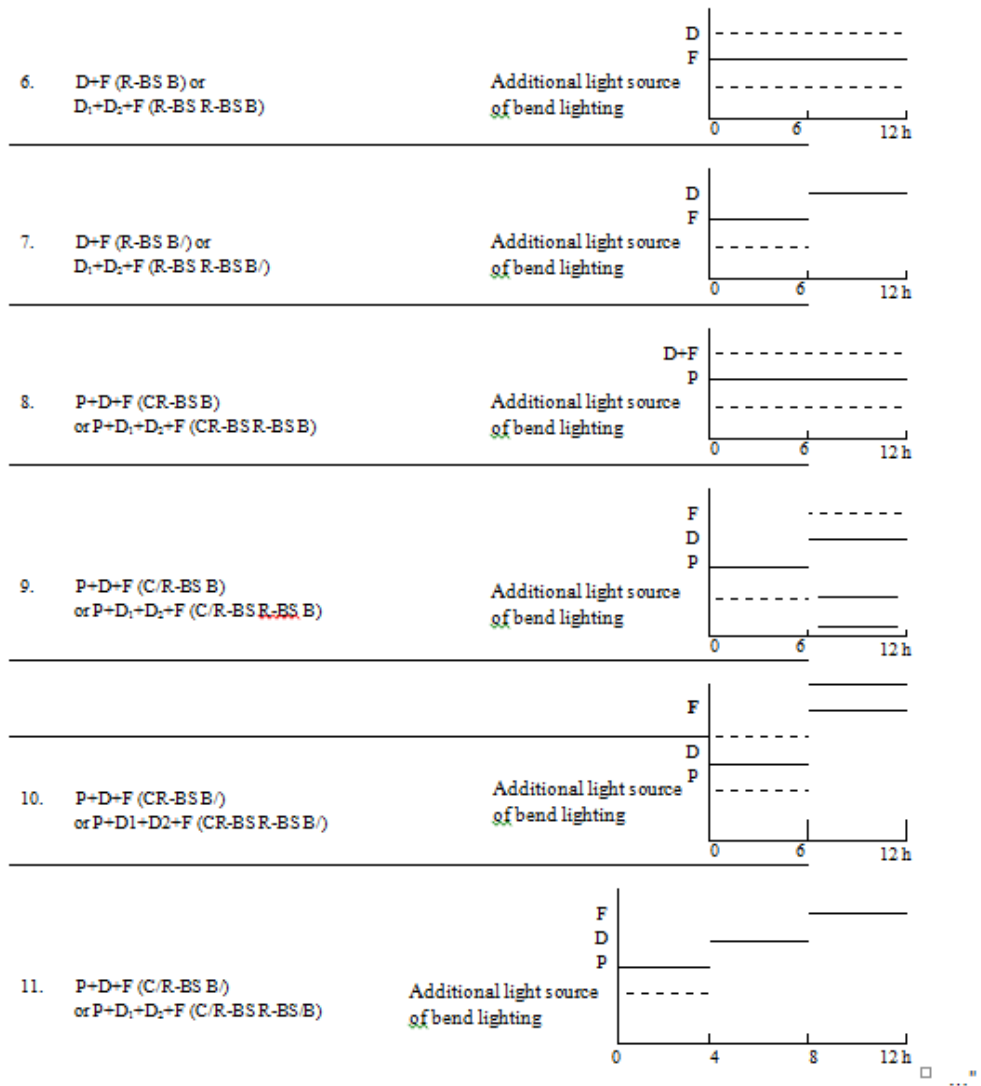 D
F
6. D+F (R-BS B) or
D₁+D₂+F (R-BS R-BS B)
Additional light source
of bend lighting
0 6 12 h
D
F
7. D+F (R-BS B/) or
D₁+D₂+F (R-BS R-BS B/)
Additional light source
of bend lighting
0 6 12 h
D+F
P
8. P+D+F (CR-BS B)
or P+D₁+D₂+F (CR-BS R-BS B)
Additional light source
of bend lighting
0 6 12 h
F
D
P
9. P+D+F (C/R-BS B)
or P+D₁+D₂+F (C/R-BS R-BS B)
Additional light source
of bend lighting
0 6 12 h
F
D
P
10. P+D+F (CR-BS B/)
or P+D1+D2+F (CR-BS R-BS B/)
Additional light source
of bend lighting
0 6 12 h
F
D
P
11. P+D+F (C/R-BS B/)
or P+D₁+D₂+F (C/R-BS R-BS/B)
Additional light source
of bend lighting
0 4 8 12 h
…"